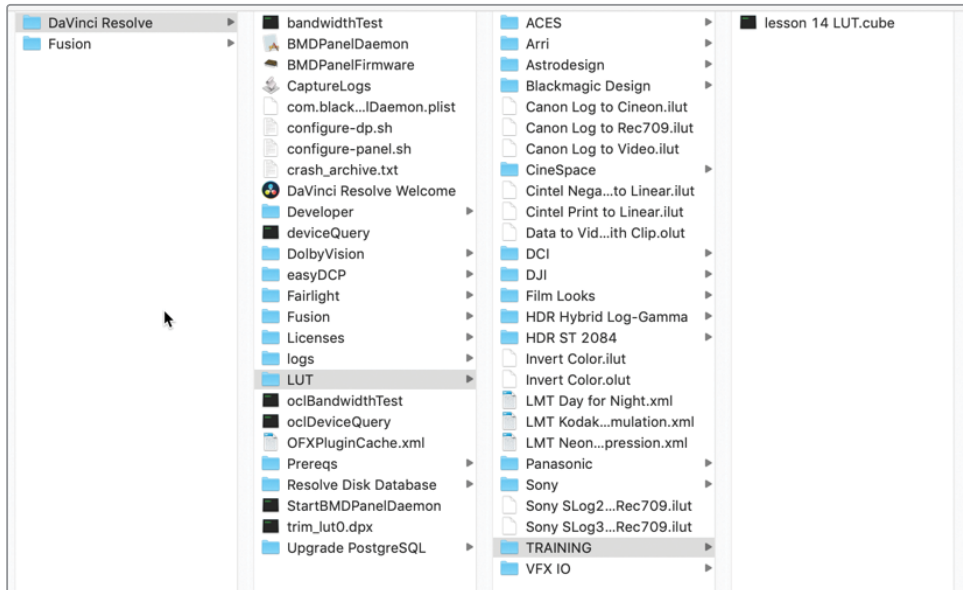 DaVinci Resolve
Fusion
bandwidthTest
BMDPanelDaemon
BMDPanelFirmware
CaptureLogs
com.black...lDaemon.plist
configure-dp.sh
configure-panel.sh
crash_archive.txt
DaVinci Resolve Welcome
Developer
deviceQuery
DolbyVision
easyDCP
Fairlight
Fusion
Licenses
logs
LUT
oclBandwidthTest
oclDeviceQuery
OFXPluginCache.xml
Prereqs
Resolve Disk Database
StartBMDPanelDaemon
trim_lut0.dpx
Upgrade PostgreSQL
ACES
Arri
Astrodesign
Blackmagic Design
Canon Log to Cineon.ilut
Canon Log to Rec709.ilut
Canon Log to Video.ilut
CineSpace
Cintel Nega...to Linear.ilut
Cintel Print to Linear.ilut
Data to Vid...ith Clip.olut
DCI
DJI
Film Looks
HDR Hybrid Log-Gamma
HDR ST 2084
Invert Color.ilut
Invert Color.olut
LMT Day for Night.xml
LMT Kodak...mulation.xml
LMT Neon...pression.xml
Panasonic
Sony
Sony SLog2...Rec709.ilut
Sony SLog3...Rec709.ilut
TRAINING
VFX IO
lesson 14 LUT.cube